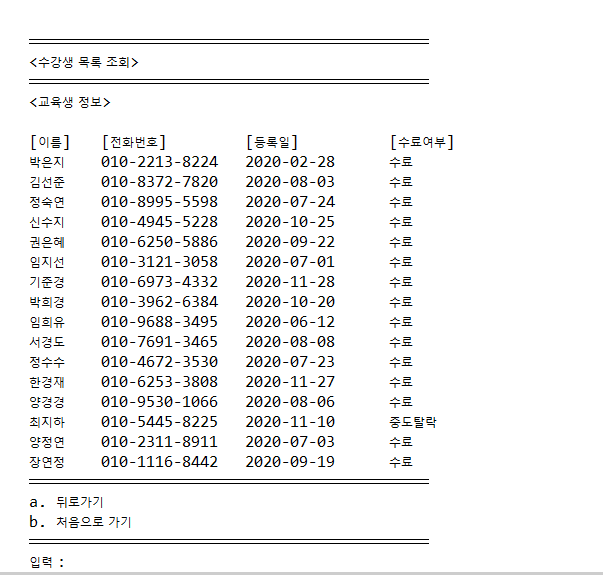 <수강생 목록 조회>
<교육생 정보>
[이름] [전화번호] [등록일] [수료여부]
박은지 010-2213-8224 2020-02-28 수료
김선준 010-8372-7820 2020-08-03 수료
정숙연 010-8995-5598 2020-07-24 수료
신수지 010-4945-5228 2020-10-25 수료
권은혜 010-6250-5886 2020-09-22 수료
임지선 010-3121-3058 2020-07-01 수료
기준경 010-6973-4332 2020-11-28 수료
박희경 010-3962-6384 2020-10-20 수료
임희유 010-9688-3495 2020-06-12 수료
서경도 010-7691-3465 2020-08-08 수료
정수수 010-4672-3530 2020-07-23 수료
한경재 010-6253-3808 2020-11-27 수료
양경경 010-9530-1066 2020-08-06 수료
최지하 010-5445-8225 2020-11-10 중도탈락
양정연 010-2311-8911 2020-07-03 수료
장연정 010-1116-8442 2020-09-19 수료
a. 뒤로가기
b. 처음으로 가기
입력 :